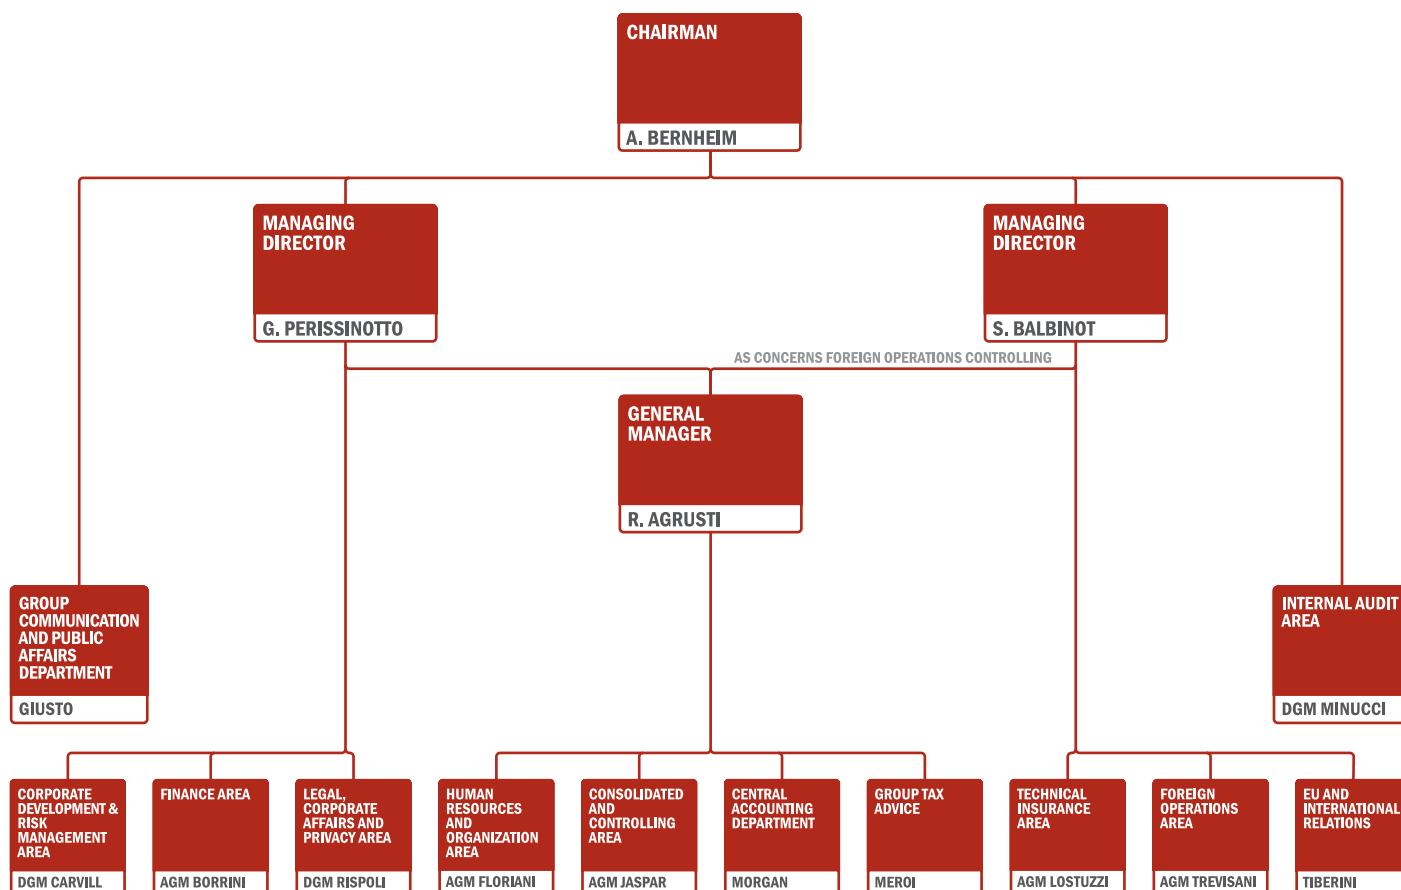 CHAIRMAN
A. BERNHEIM
MANAGING
DIRECTOR
G. PERISSINOTTO
MANAGING
DIRECTOR
S. BALBINOT
AS CONCERNS FOREIGN OPERATIONS CONTROLLING
GENERAL
MANAGER
R. AGRUSTI
GROUP
COMMUNICATION
AND PUBLIC
AFFAIRS
DEPARTMENT
GIUSTO
INTERNAL AUDIT
AREA
DGM MINUCCI
CORPORATE
DEVELOPMENT &
RISK
MANAGEMENT
AREA
DGM CARVILL
FINANCE AREA
AGM BORRINI
LEGAL,
CORPORATE
AFFAIRS AND
PRIVACY AREA
DGM RISPOLI
HUMAN
RESOURCES
AND
ORGANIZATION
AREA
AGM FLORIANI
CONSOLIDATED
AND
CONTROLLING
AREA
AGM JASPAR
CENTRAL
ACCOUNTING
DEPARTMENT
MORGAN
GROUP TAX
ADVICE
MEROI
TECHNICAL
INSURANCE
AREA
AGM LOSTUZZI
FOREIGN
OPERATIONS
AREA
AGM TREVISANI
EU AND
INTERNATIONAL
RELATIONS
TIBERINI